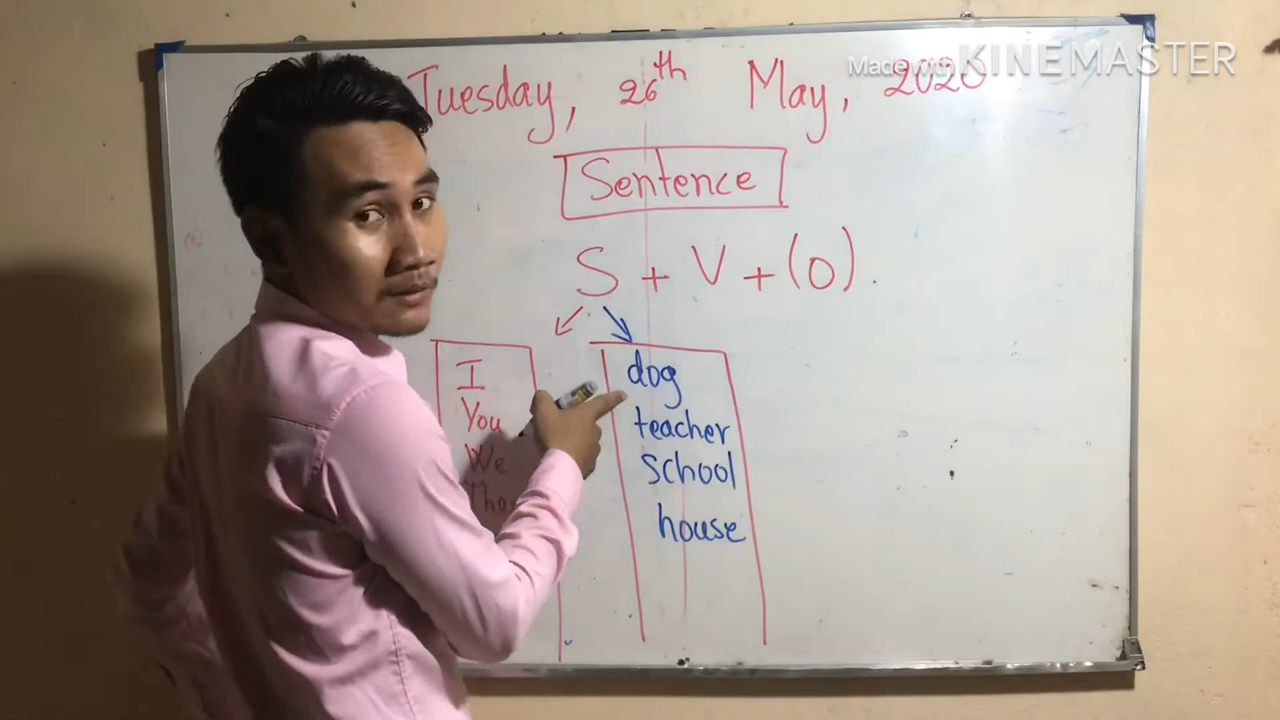 Tuesday, 26th May, 2020
Made with KINEMASTER
Sentence
S + V + (O).
I
You
We
dog
teacher
school
house